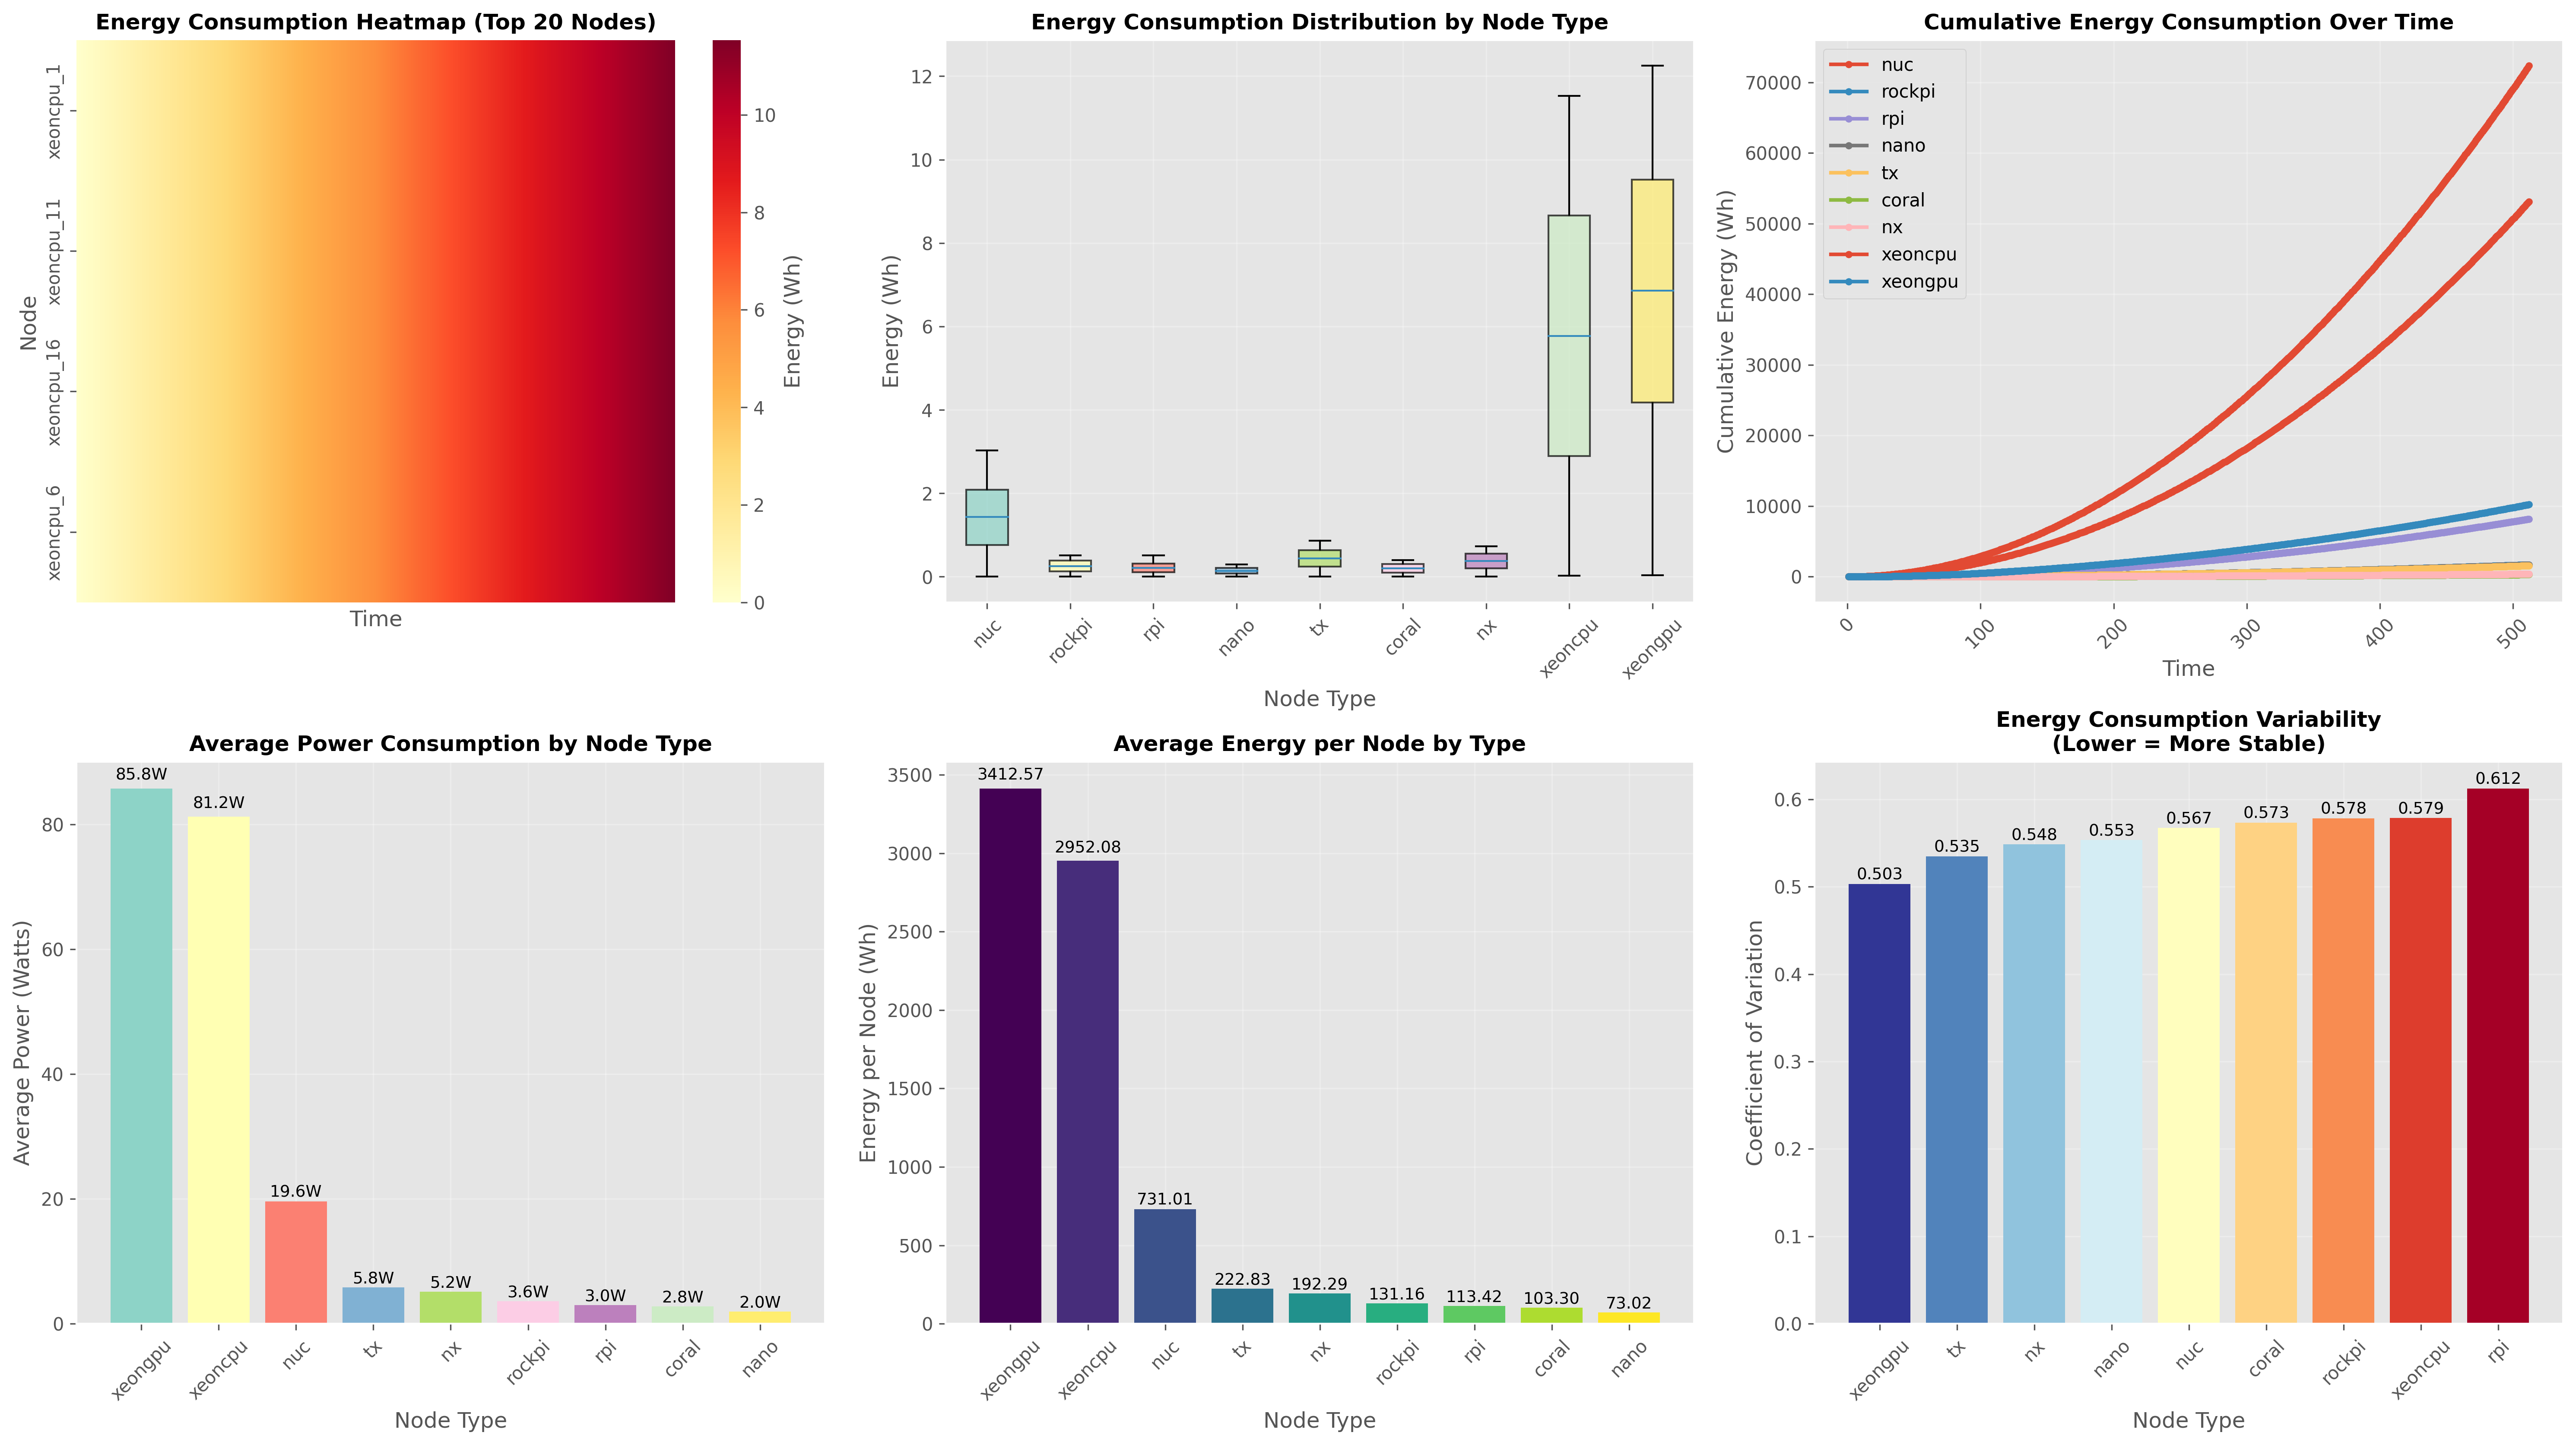 Energy Consumption Heatmap (Top 20 Nodes)
Node
xeoncpu_1
xeoncpu_11
xeoncpu_16
xeoncpu_6
Time
10
8
6
4
2
0
Energy (Wh)
Energy Consumption Distribution by Node Type
Energy (Wh)
12
10
8
6
4
2
0
nuc
rockpi
rpi
nano
tx
coral
nx
xeoncpu
xeongpu
Node Type
Cumulative Energy Consumption Over Time
Cumulative Energy (Wh)
70000
60000
50000
40000
30000
20000
10000
0
nuc
rockpi
rpi
nano
tx
coral
nx
xeoncpu
xeongpu
0
100
200
300
400
500
Time
Average Power Consumption by Node Type
Average Power (Watts)
80
60
40
20
0
85.8W
81.2W
19.6W
5.8W
5.2W
3.6W
3.0W
2.8W
2.0W
xeongpu
xeoncpu
nuc
tx
nx
rockpi
rpi
coral
nano
Node Type
Average Energy per Node by Type
Energy per Node (Wh)
3500
3000
2500
2000
1500
1000
500
0
3412.57
2952.08
731.01
222.83
192.29
131.16
113.42
103.30
73.02
xeongpu
xeoncpu
nuc
tx
nx
rockpi
rpi
coral
nano
Node Type
Energy Consumption Variability
(Lower = More Stable)
Coefficient of Variation
0.6
0.5
0.4
0.3
0.2
0.1
0.0
0.503
0.535
0.548
0.553
0.567
0.573
0.578
0.579
0.612
xeongpu
tx
nx
nano
nuc
coral
rockpi
xeoncpu
rpi
Node Type